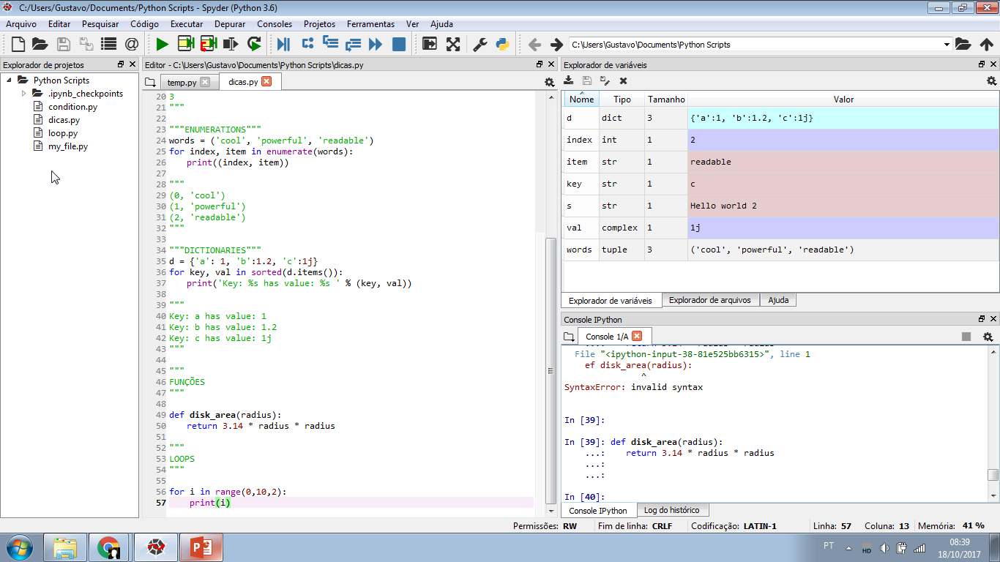 C:/Users/Gustavo/Documents/Python Scripts - Spyder (Python 3.6)
Arquivo Editar Pesquisar Código Executar Depurar Consoles Projetos Ferramentas Ver Ajuda
C:\Users\Gustavo\Documents\Python Scripts
Explorador de projetos
Python Scripts
.ipynb_checkpoints
condition.py
dicas.py
loop.py
my_file.py
Editor - C:\Users\Gustavo\Documents\Python Scripts\dicas.py
temp.py dicas.py
20 3
21 """
22
23 """ENUMERATIONS"""
24 words = ('cool', 'powerful', 'readable')
25 for index, item in enumerate(words):
26 print((index, item))
27
28 """
29 (0, 'cool')
30 (1, 'powerful')
31 (2, 'readable')
32 """
33
34 """DICTIONARIES"""
35 d = {'a': 1, 'b':1.2, 'c':1j}
36 for key, val in sorted(d.items()):
37 print('Key: %s has value: %s ' % (key, val))
38
39 """
40 Key: a has value: 1
41 Key: b has value: 1.2
42 Key: c has value: 1j
43 """
44
45 """
46 FUNÇÕES
47 """
48
49 def disk_area(radius):
50 return 3.14 * radius * radius
51
52 """
53 LOOPS
54 """
55
56 for i in range(0,10,2):
57 print(i)
Explorador de variáveis
Nome Tipo Tamanho Valor
d dict 3 {'a':1, 'b':1.2, 'c':1j}
index int 1 2
item str 1 readable
key str 1 c
s str 1 Hello world 2
val complex 1 1j
words tuple 3 ('cool', 'powerful', 'readable')
Explorador de variáveis Explorador de arquivos Ajuda
Console IPython
Console 1/A
File "<ipython-input-38-81e525bb6315>", line 1
ef disk_area(radius):
^
SyntaxError: invalid syntax
In [39]:
In [39]: def disk_area(radius):
...: return 3.14 * radius * radius
...:
...:
In [40]:
Console IPython Log do histórico
Permissões: RW Fim de linha: CRLF Codificação: LATIN-1 Linha: 57 Coluna: 13 Memória: 41 %
PT HD 08:39
18/10/2017